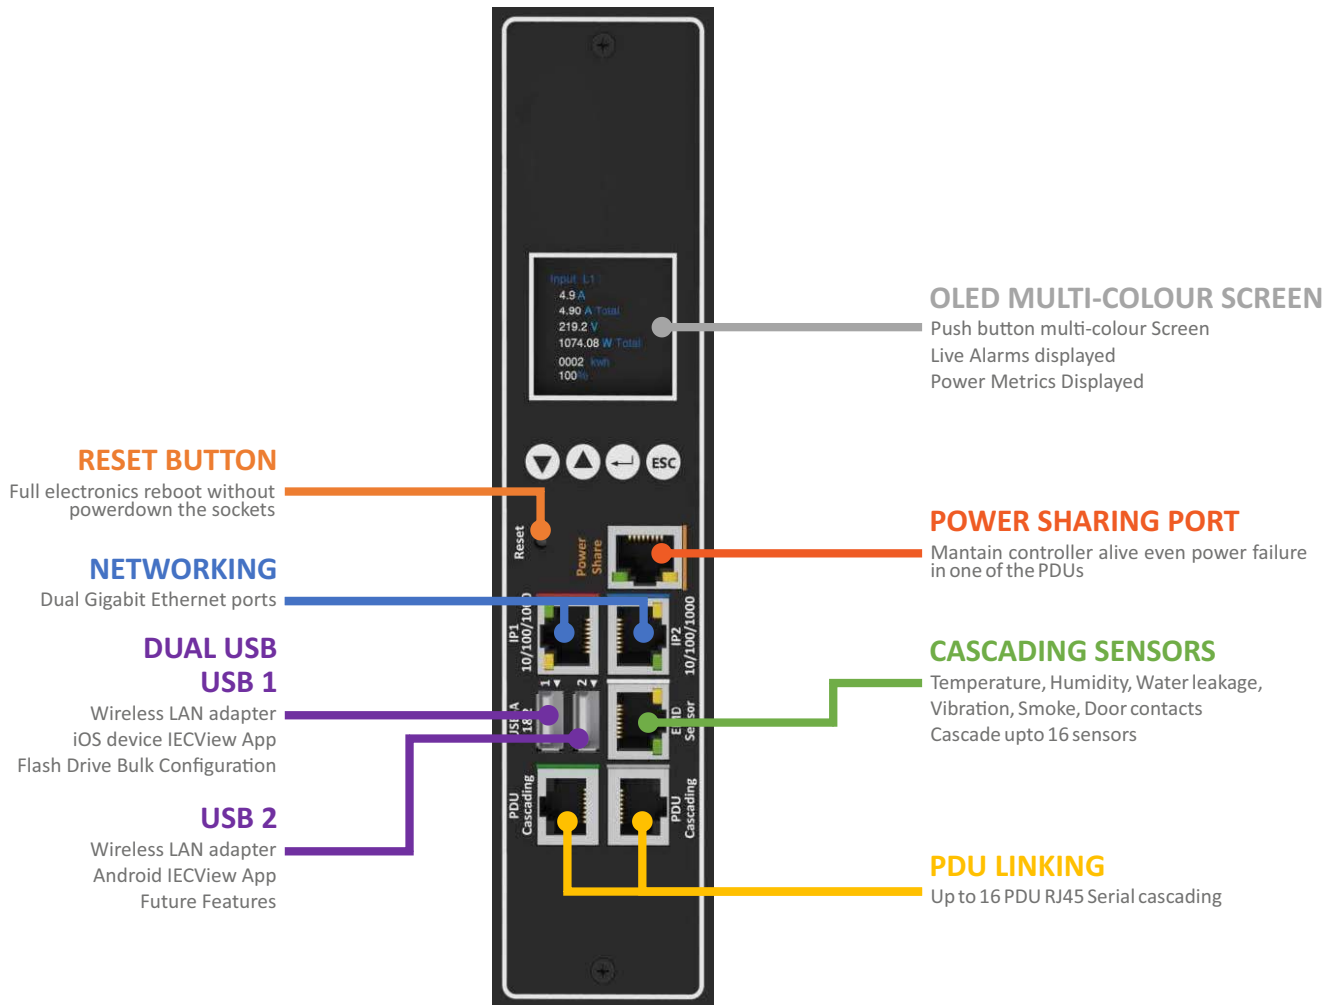 Input L1
4.9 A
4.90 A Total
219.2 V
1074.08 W Total
0002 kwh
100%
ESC
Reset
Power
Share
IP1
10/100/1000
IP2
10/100/1000
1
2
Sensor
PDU
Cascading
PDU
Cascading
RESET BUTTON
Full electronics reboot without
powerdown the sockets
NETWORKING
Dual Gigabit Ethernet ports
DUAL USB
USB 1
Wireless LAN adapter
iOS device IECView App
Flash Drive Bulk Configuration
USB 2
Wireless LAN adapter
Android IECView App
Future Features
OLED MULTI-COLOUR SCREEN
Push button multi-colour Screen
Live Alarms displayed
Power Metrics Displayed
POWER SHARING PORT
Mantain controller alive even power failure
in one of the PDUs
CASCADING SENSORS
Temperature, Humidity, Water leakage,
Vibration, Smoke, Door contacts
Cascade upto 16 sensors
PDU LINKING
Up to 16 PDU RJ45 Serial cascading